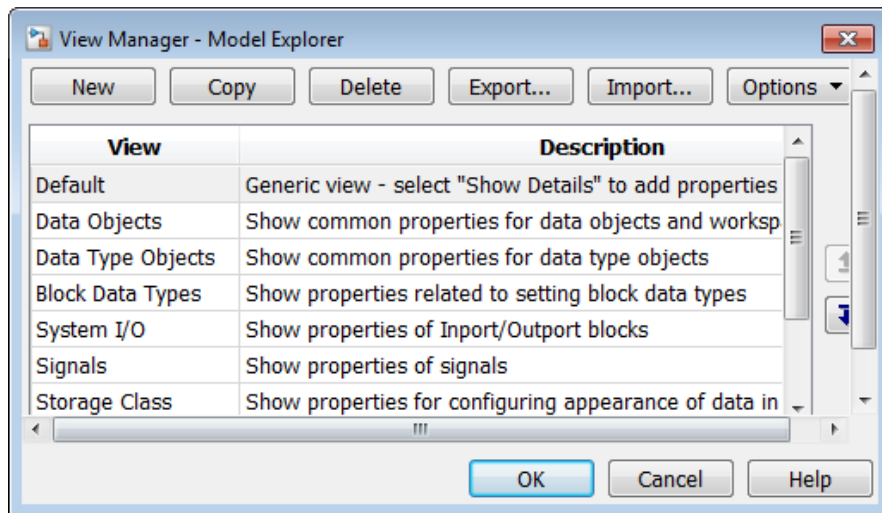 View Manager - Model Explorer
New Copy Delete Export... Import... Options
View Description
Default Generic view - select "Show Details" to add properties
Data Objects Show common properties for data objects and worksp
Data Type Objects Show common properties for data type objects
Block Data Types Show properties related to setting block data types
System I/O Show properties of Inport/Outport blocks
Signals Show properties of signals
Storage Class Show properties for configuring appearance of data in
OK Cancel Help